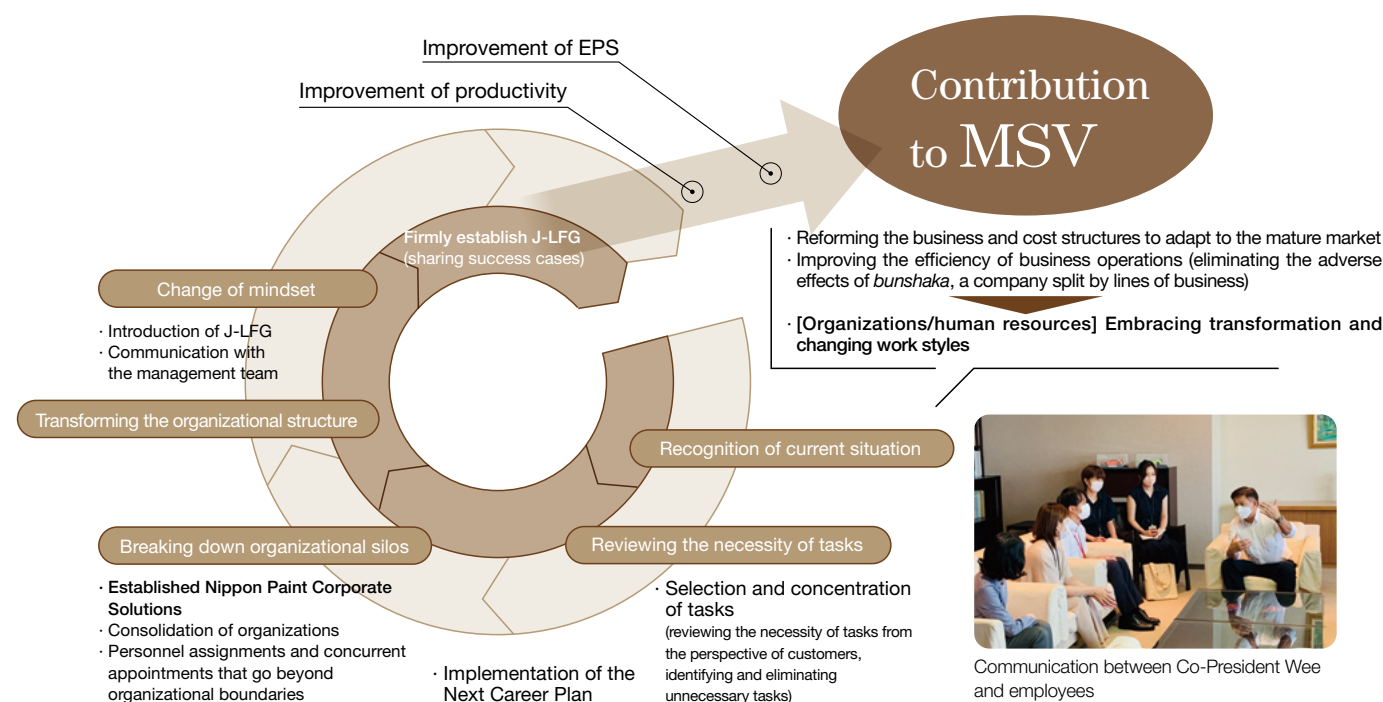 Improvement of EPS
Improvement of productivity
Contribution
to MSV
Firmly establish J-LFG
(sharing success cases)
· Reforming the business and cost structures to adapt to the mature market
· Improving the efficiency of business operations (eliminating the adverse
effects of bunshaka, a company split by lines of business)
· [Organizations/human resources] Embracing transformation and
changing work styles
Change of mindset
· Introduction of J-LFG
· Communication with
the management team
Transforming the organizational structure
Recognition of current situation
Breaking down organizational silos
· Established Nippon Paint Corporate
Solutions
· Consolidation of organizations
· Personnel assignments and concurrent
appointments that go beyond
organizational boundaries
· Implementation of the
Next Career Plan
Reviewing the necessity of tasks
· Selection and concentration
of tasks
(reviewing the necessity of tasks from
the perspective of customers,
identifying and eliminating
unnecessary tasks)
Communication between Co-President Wee
and employees